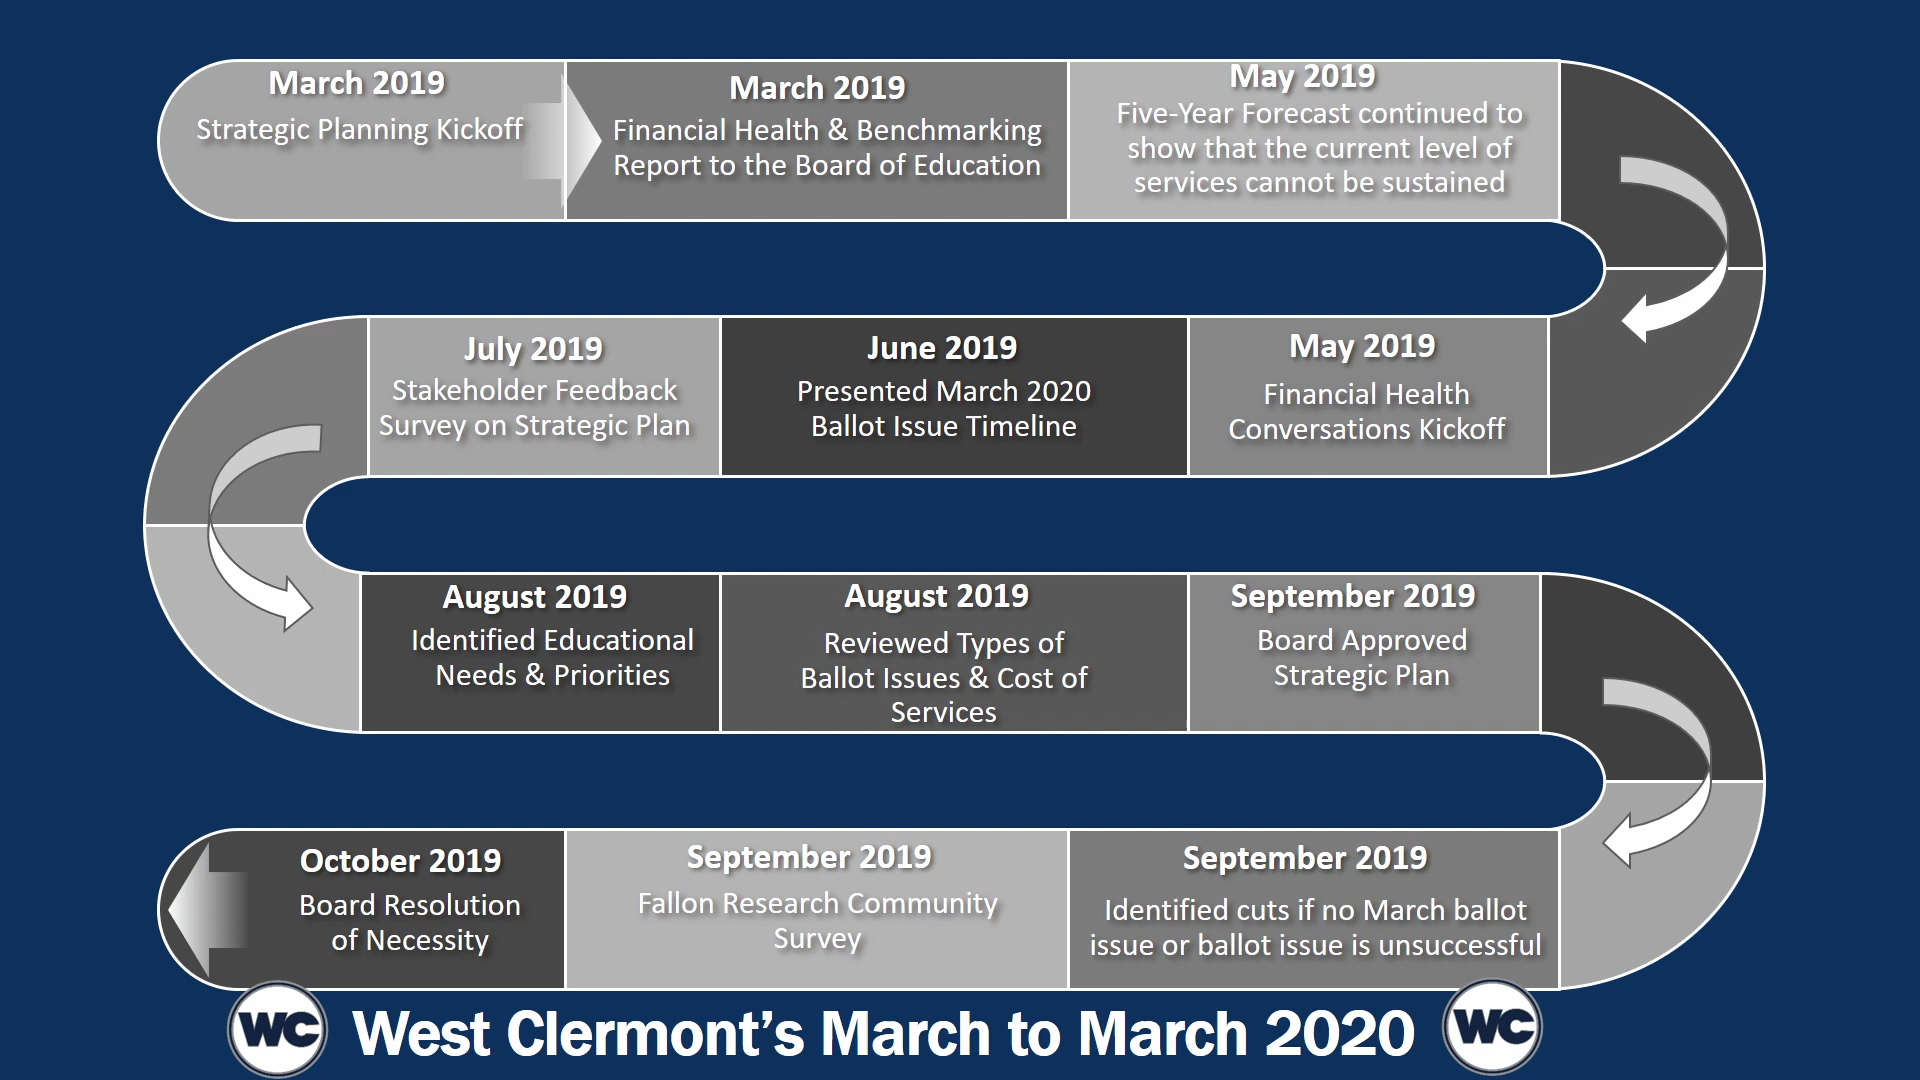 March 2019
Strategic Planning Kickoff
March 2019
Financial Health & Benchmarking
Report to the Board of Education
May 2019
Five-Year Forecast continued to
show that the current level of
services cannot be sustained
May 2019
Financial Health
Conversations Kickoff
June 2019
Presented March 2020
Ballot Issue Timeline
July 2019
Stakeholder Feedback
Survey on Strategic Plan
August 2019
Identified Educational
Needs & Priorities
August 2019
Reviewed Types of
Ballot Issues & Cost of
Services
September 2019
Board Approved
Strategic Plan
September 2019
Identified cuts if no March ballot
issue or ballot issue is unsuccessful
September 2019
Fallon Research Community
Survey
October 2019
Board Resolution
of Necessity
WC
West Clermont’s March to March 2020
WC